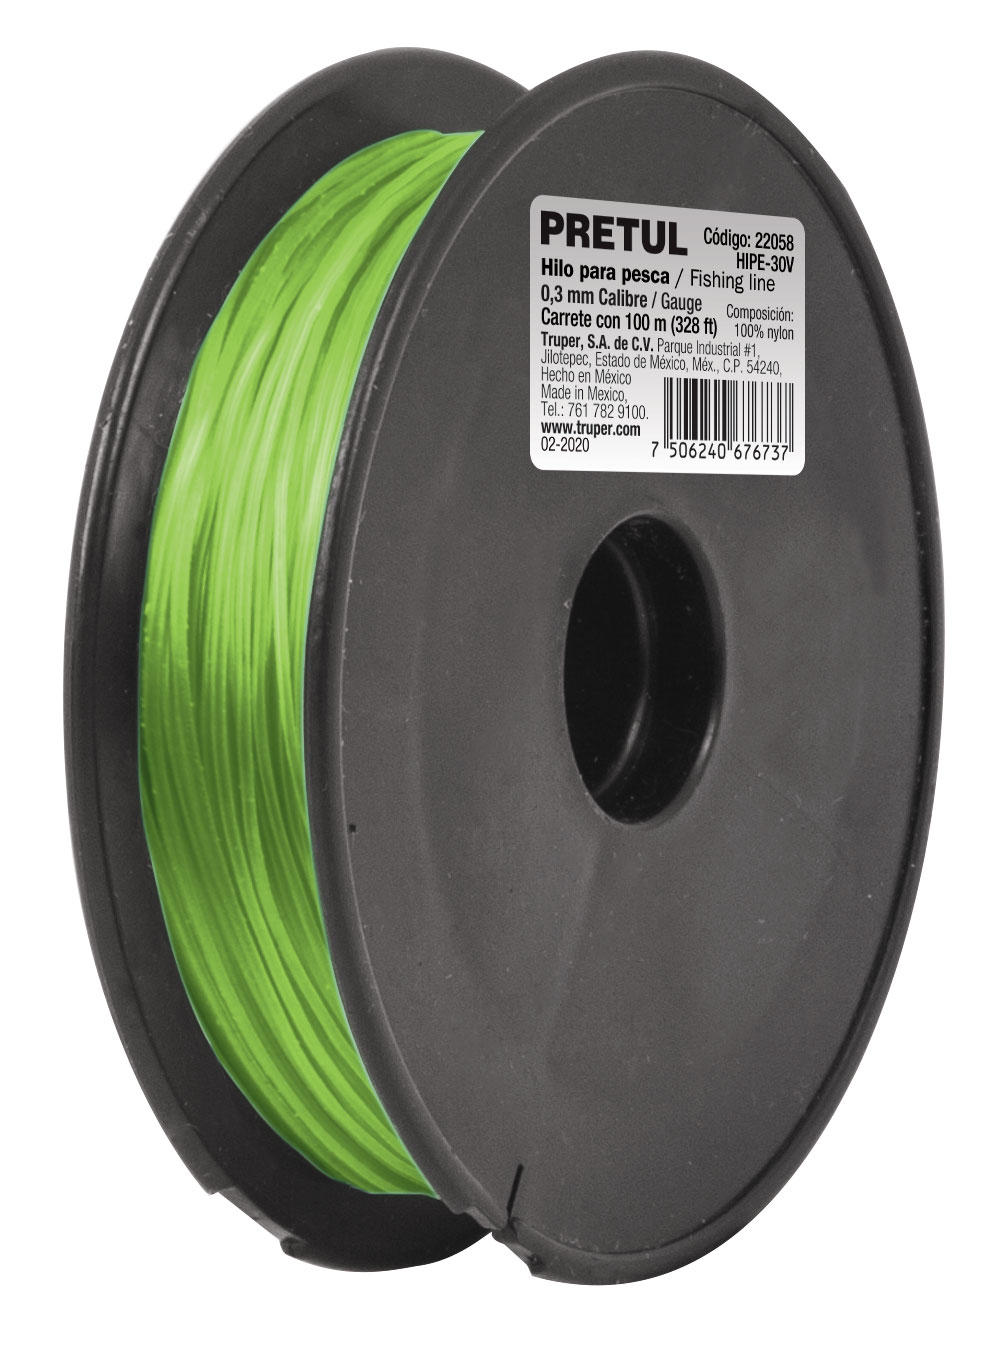 PRETUL Código: 22058
HIPE-30V
Hilo para pesca / Fishing line
0,3 mm Calibre / Gauge
Carrete con 100 m (328 ft)
Composición:
100% nylon
Truper, S.A. de C.V. Parque Industrial #1,
Jilotepec, Estado de México, Méx., C.P. 54240,
Hecho en México
Made in Mexico,
Tel.: 761 782 9100.
www.truper.com
02-2020
7 506240 676737